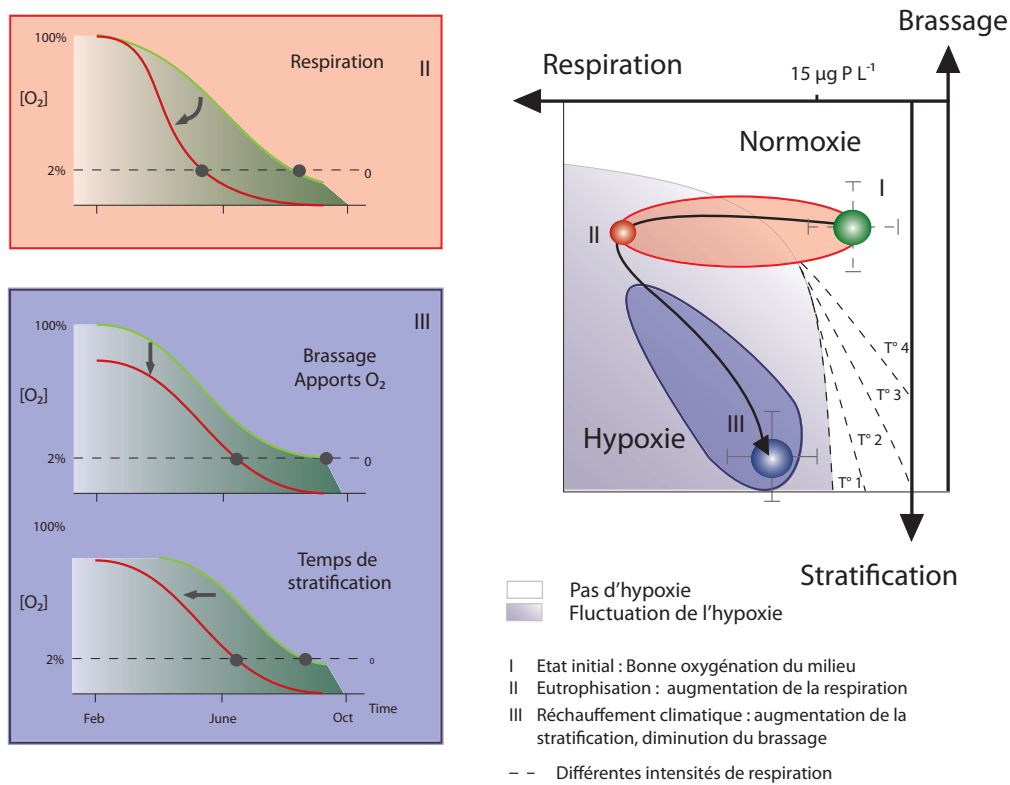 100%
Respiration
II
[O₂]
2%
0
III
100%
Brassage
Apports O₂
[O₂]
2%
0
100%
Temps de
stratification
[O₂]
2%
0
Feb
June
Oct
Time
Brassage
Respiration
15 µg P L⁻¹
Normoxie
I
II
T° 4
T° 3
III
Hypoxie
T° 2
T° 1
Stratification
Pas d'hypoxie
Fluctuation de l'hypoxie
I Etat initial : Bonne oxygénation du milieu
II Eutrophisation : augmentation de la respiration
III Réchauffement climatique : augmentation de la
stratification, diminution du brassage
– – Différentes intensités de respiration